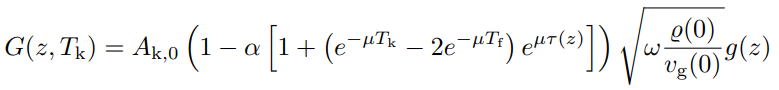 G(z, T_k) = A_{k,0} (1 − α [1 + (e^{−μT_k} − 2e^{−μT_f}) e^{μτ(z)}]) √(ω ϱ(0)/v_g(0)) g(z)